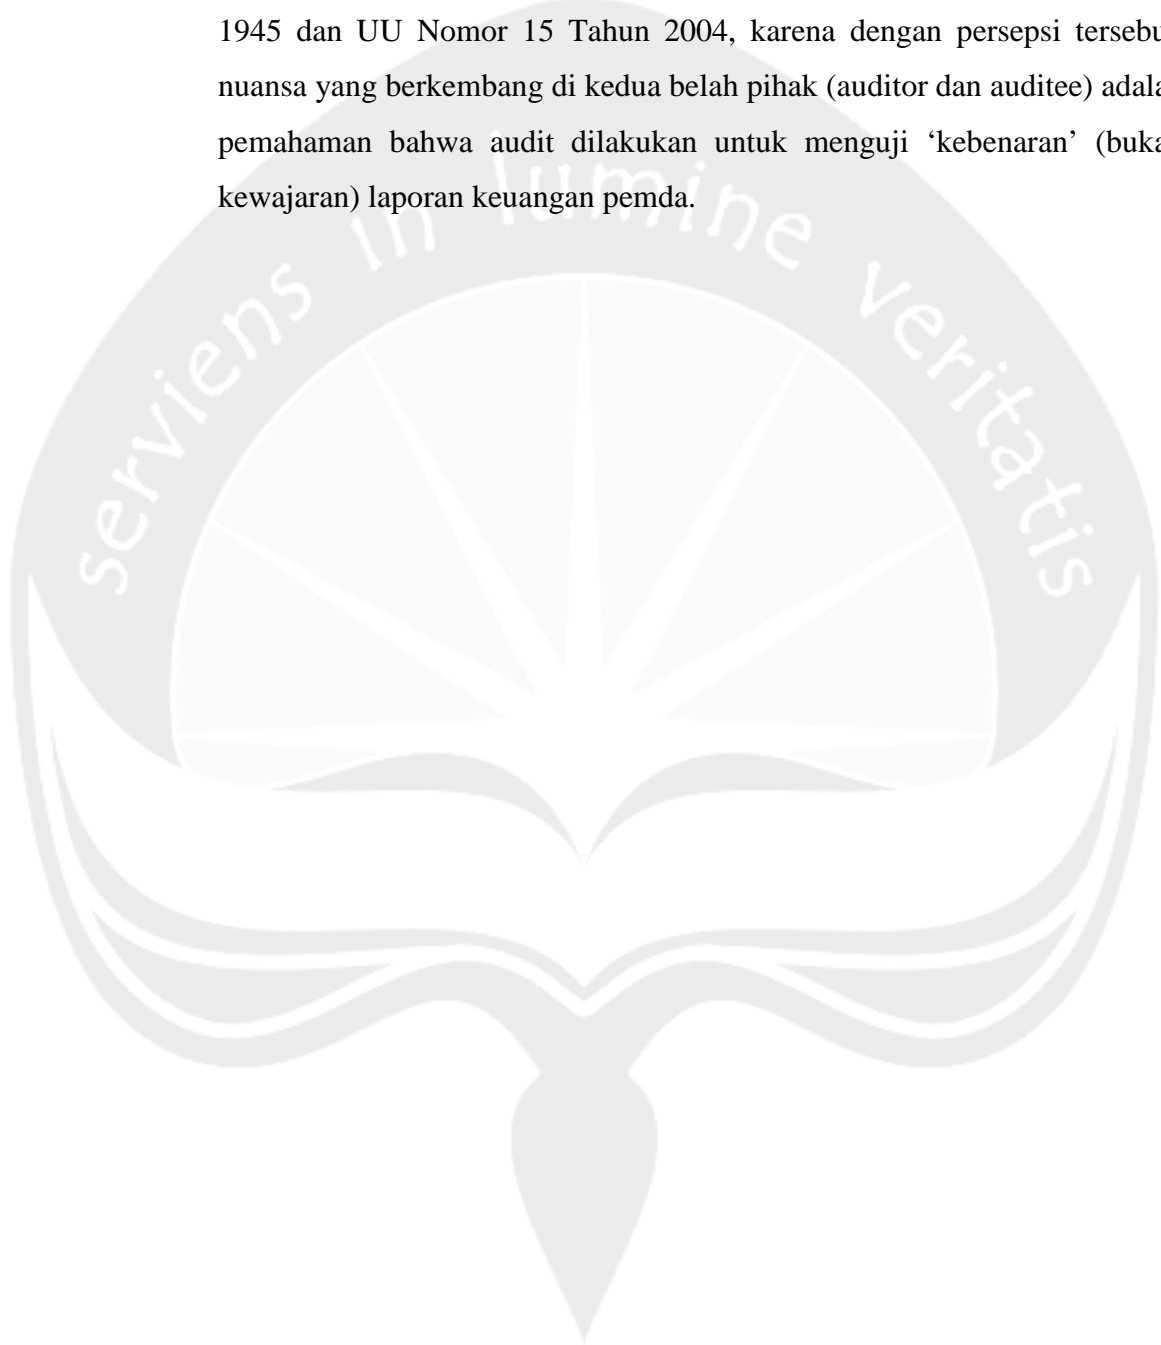 1945 dan UU Nomor 15 Tahun 2004, karena dengan persepsi tersebu
nuansa yang berkembang di kedua belah pihak (auditor dan auditee) adala
pemahaman bahwa audit dilakukan untuk menguji ‘kebenaran’ (buka
kewajaran) laporan keuangan pemda.
serviens in lumine veritatis